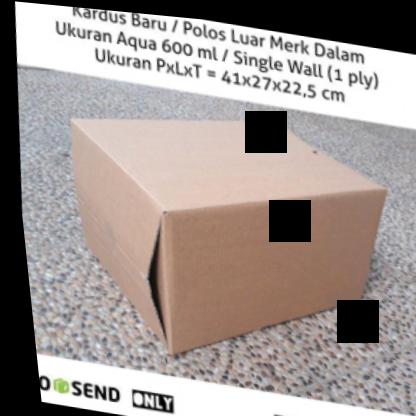 Kardus Baru / Polos Luar Merk Dalam
Ukuran Aqua 600 ml / Single Wall (1 ply)
Ukuran PxLxT = 41x27x22,5 cm
SEND ONLY